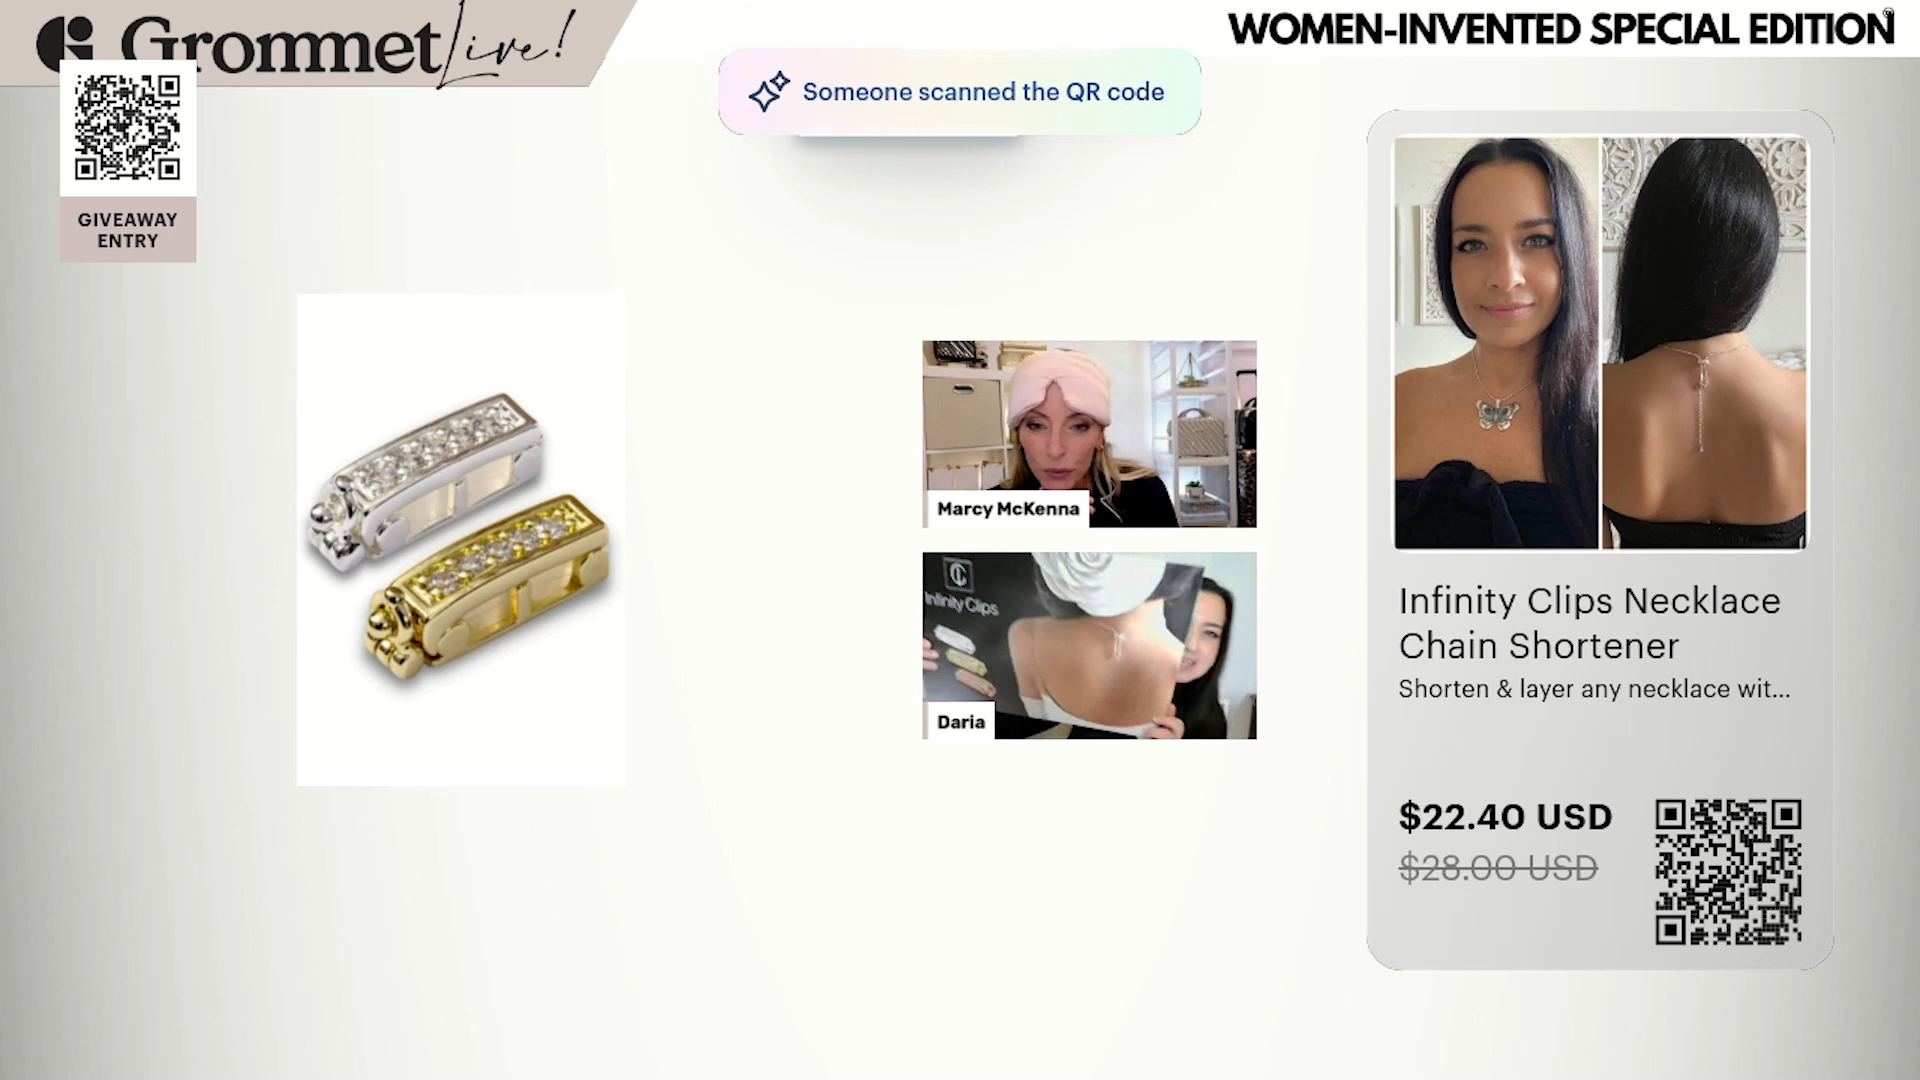 Grommet Live!
WOMEN-INVENTED SPECIAL EDITION
Someone scanned the QR code
GIVEAWAY
ENTRY
Marcy McKenna
Infinity Clips
Daria
Infinity Clips Necklace
Chain Shortener
Shorten & layer any necklace wit...
$22.40 USD
$28.00 USD